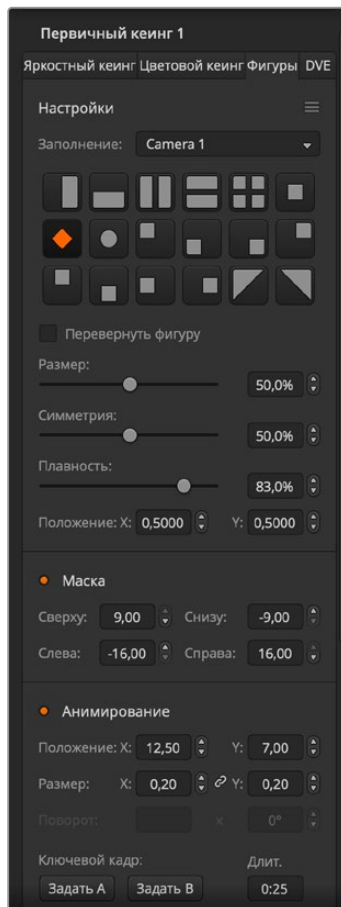 Первичный кеинг 1
Яркостный кеинг Цветовой кеинг Фигуры DVE
Настройки
Заполнение: Camera 1
Перевернуть фигуру
Размер:
50,0%
Симметрия:
50,0%
Плавность:
83,0%
Положение: X: 0,5000 Y: 0,5000
Маска
Сверху: 9,00 Снизу: -9,00
Слева: -16,00 Справа: 16,00
Анимирование
Положение: X: 12,50 Y: 7,00
Размер: X: 0,20 Y: 0,20
Поворот: x 0°
Ключевой кадр: Длит.
Задать A Задать B 0:25